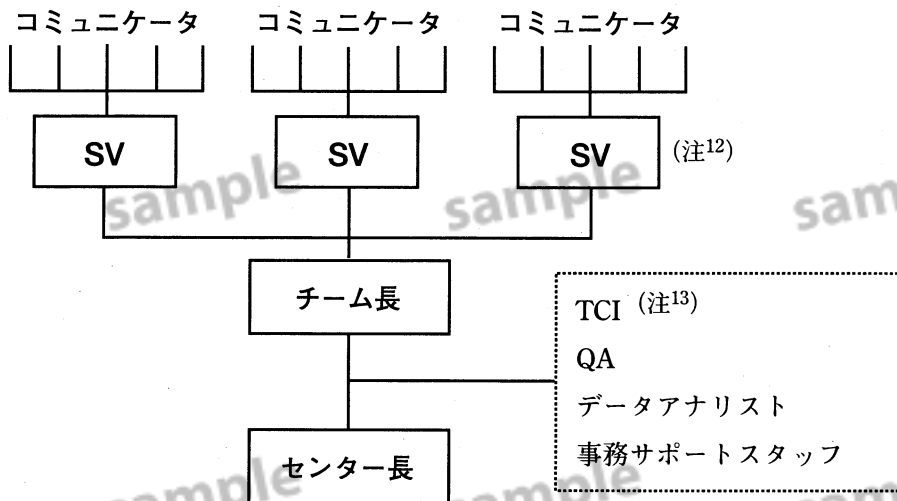 コミュニケータ コミュニケータ コミュニケータ
SV SV SV (注12)
sample sample sam
チーム長
TCI (注13)
QA
データアナリスト
事務サポートスタッフ
センター長
sample sample